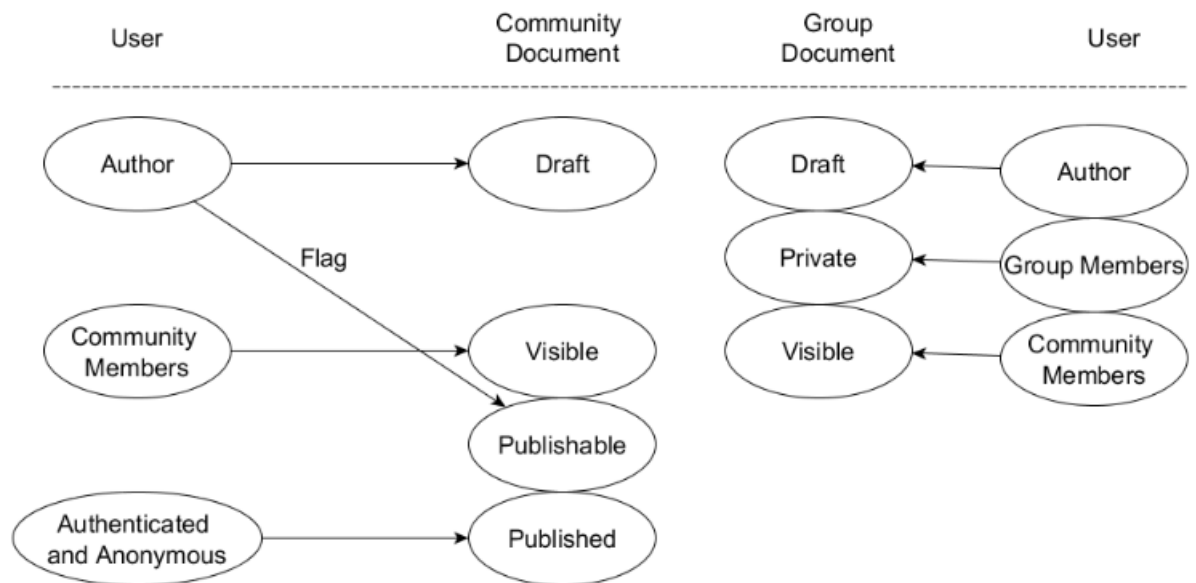 User
Community
Document
Group
Document
User
Author
Draft
Draft
Author
Flag
Private
Group Members
Community
Members
Visible
Visible
Community
Members
Publishable
Authenticated
and Anonymous
Published